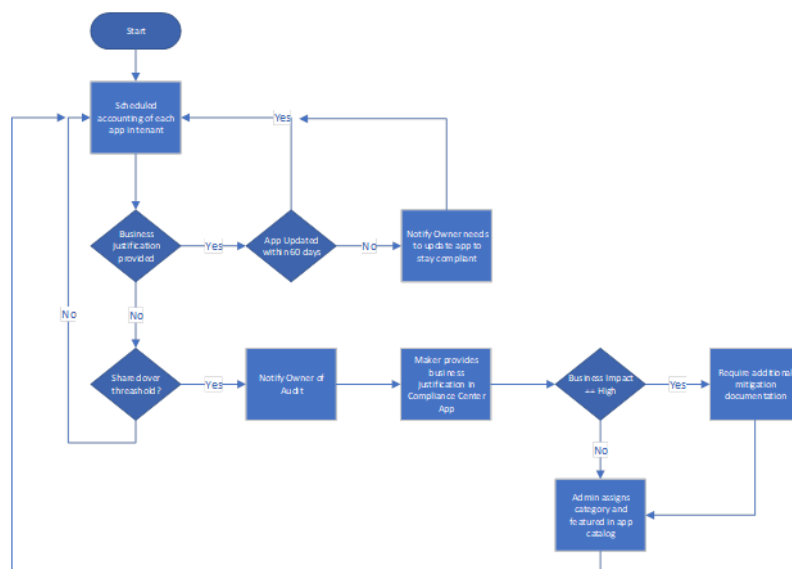 Start
Scheduled
accounting of each
app in tenant
Yes
Business
justification
provided
Yes
App Updated
within 60 days
No
Notify Owner needs
to update app to
stay compliant
No
No
Shared over
threashold?
Yes
Notify Owner of
Audit
Maker provides
business
justification in
Compliance Center
App
Business Impact
== High
Yes
Require additional
mitigation
documentation
No
Admin assigns
category and
featured in app
catalog